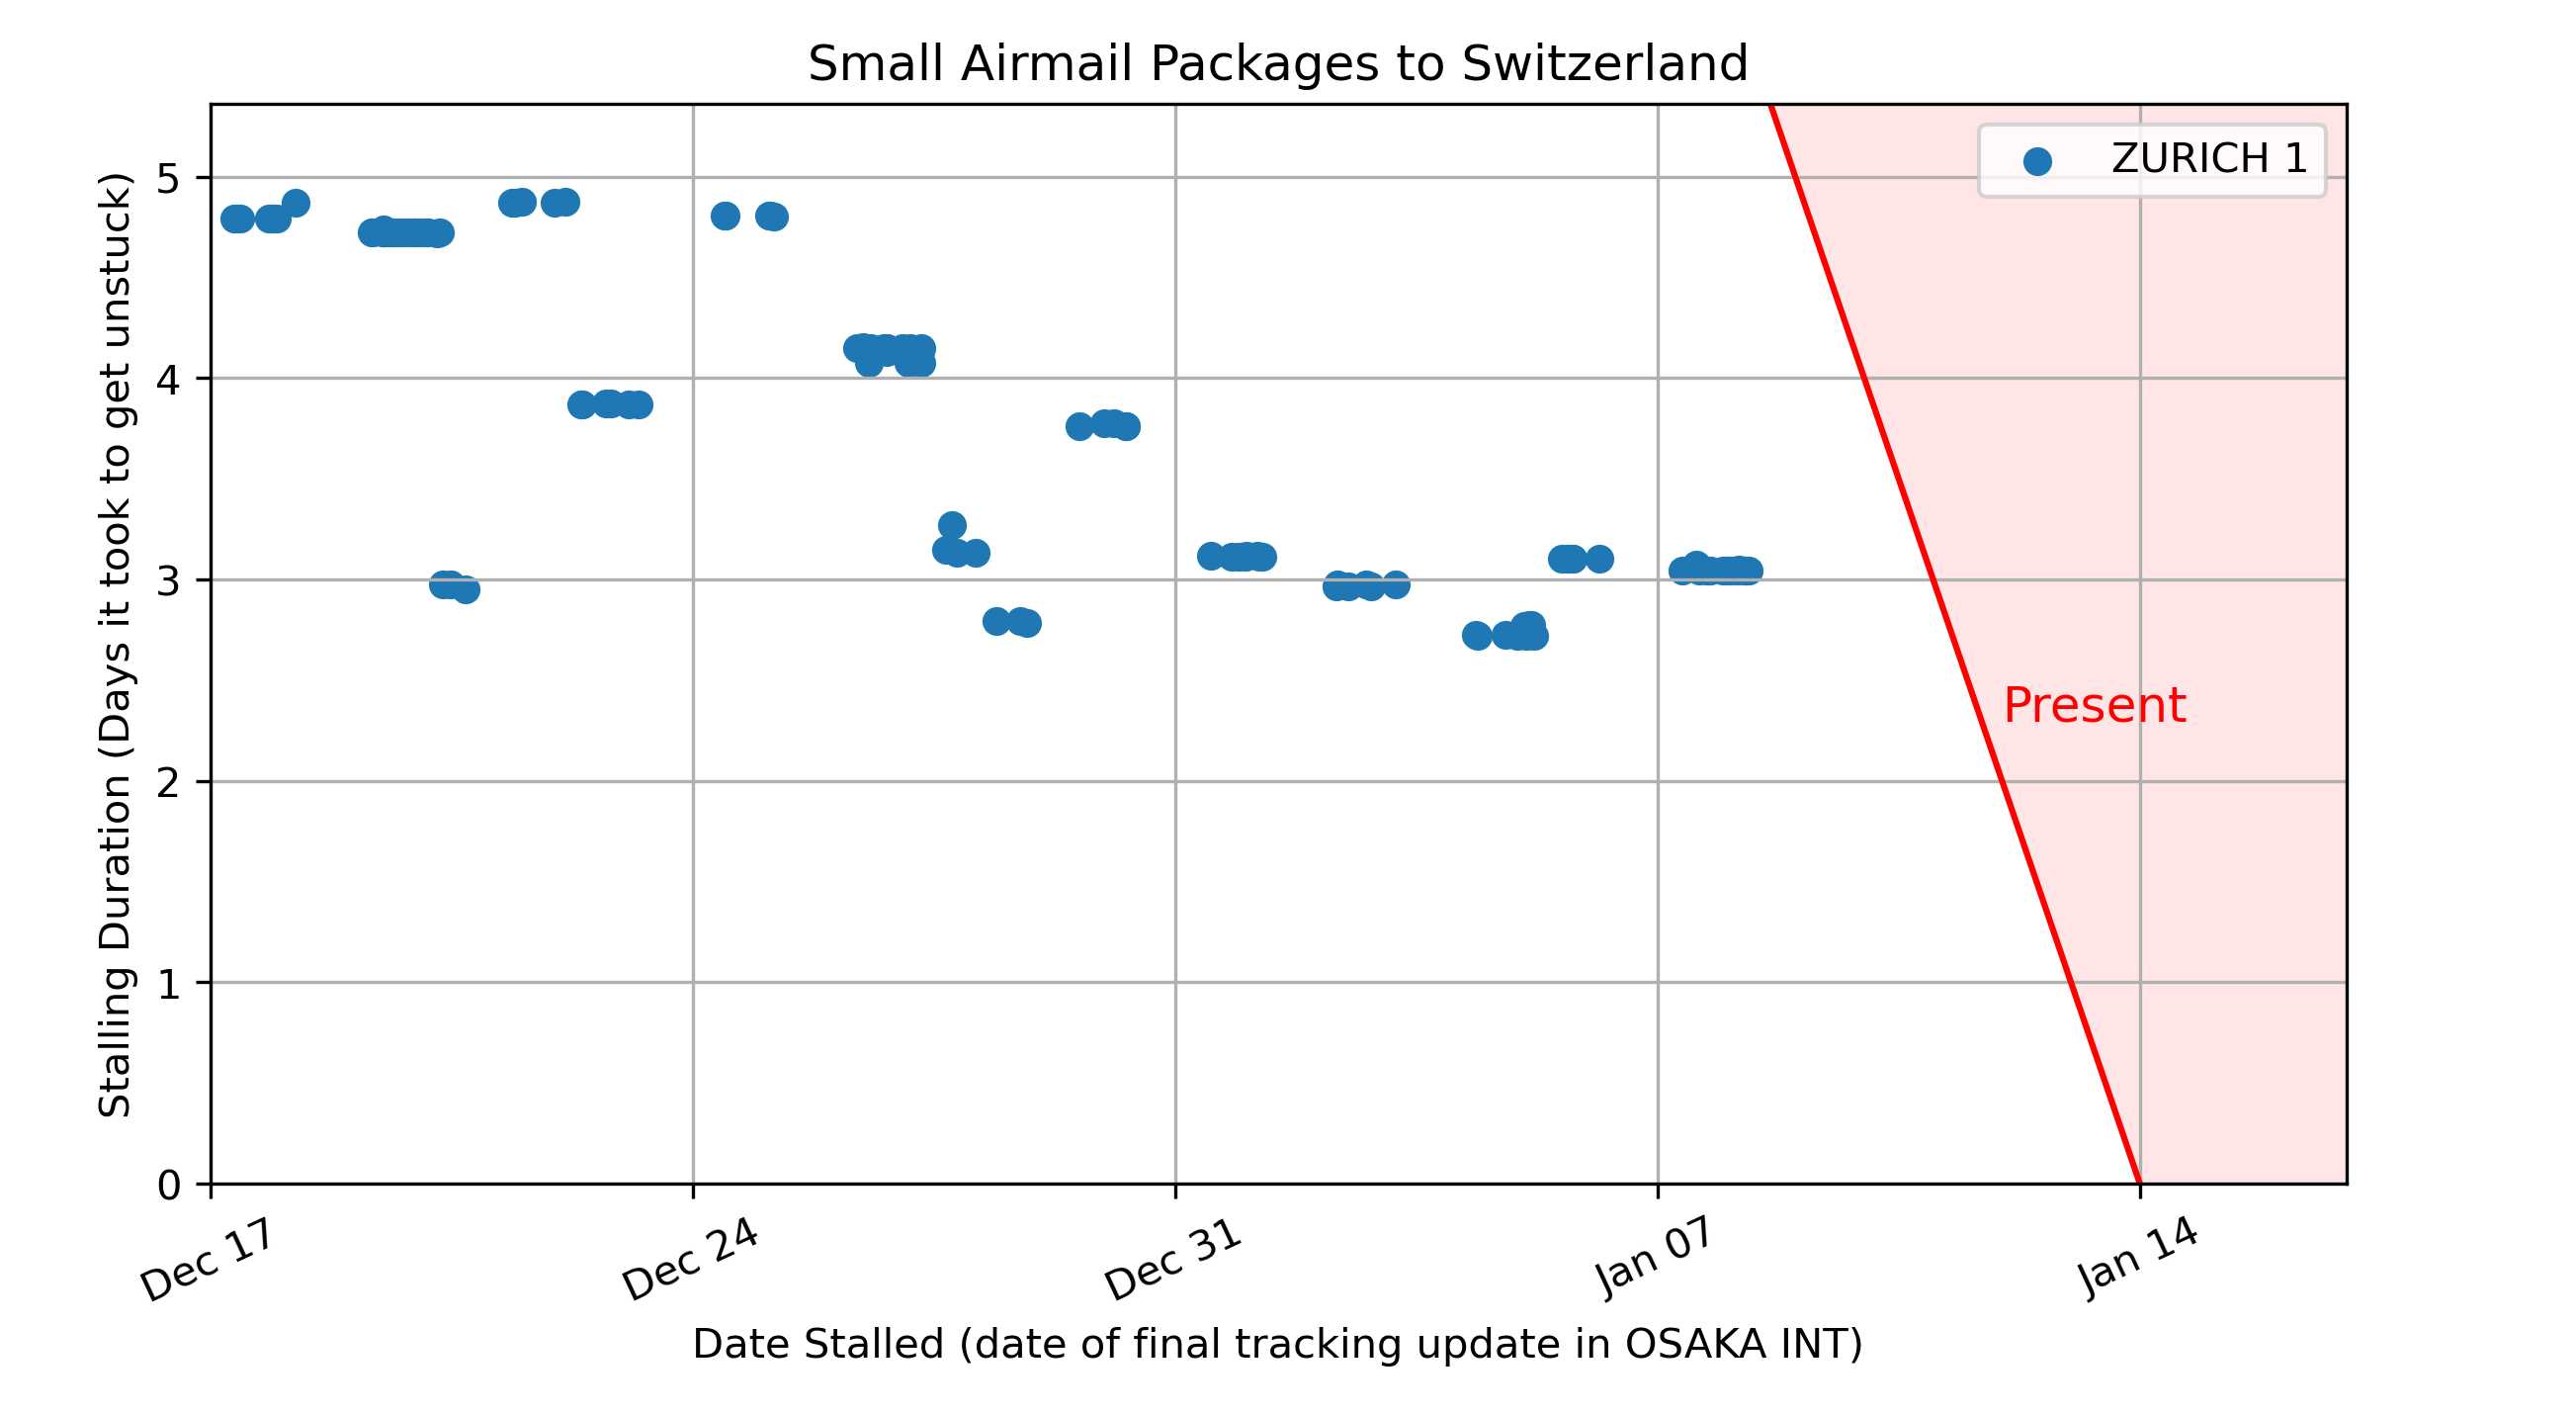 Small Airmail Packages to Switzerland
ZURICH 1
Present
Stalling Duration (Days it took to get unstuck)
5
4
3
2
1
0
Dec 17
Dec 24
Dec 31
Jan 07
Jan 14
Date Stalled (date of final tracking update in OSAKA INT)